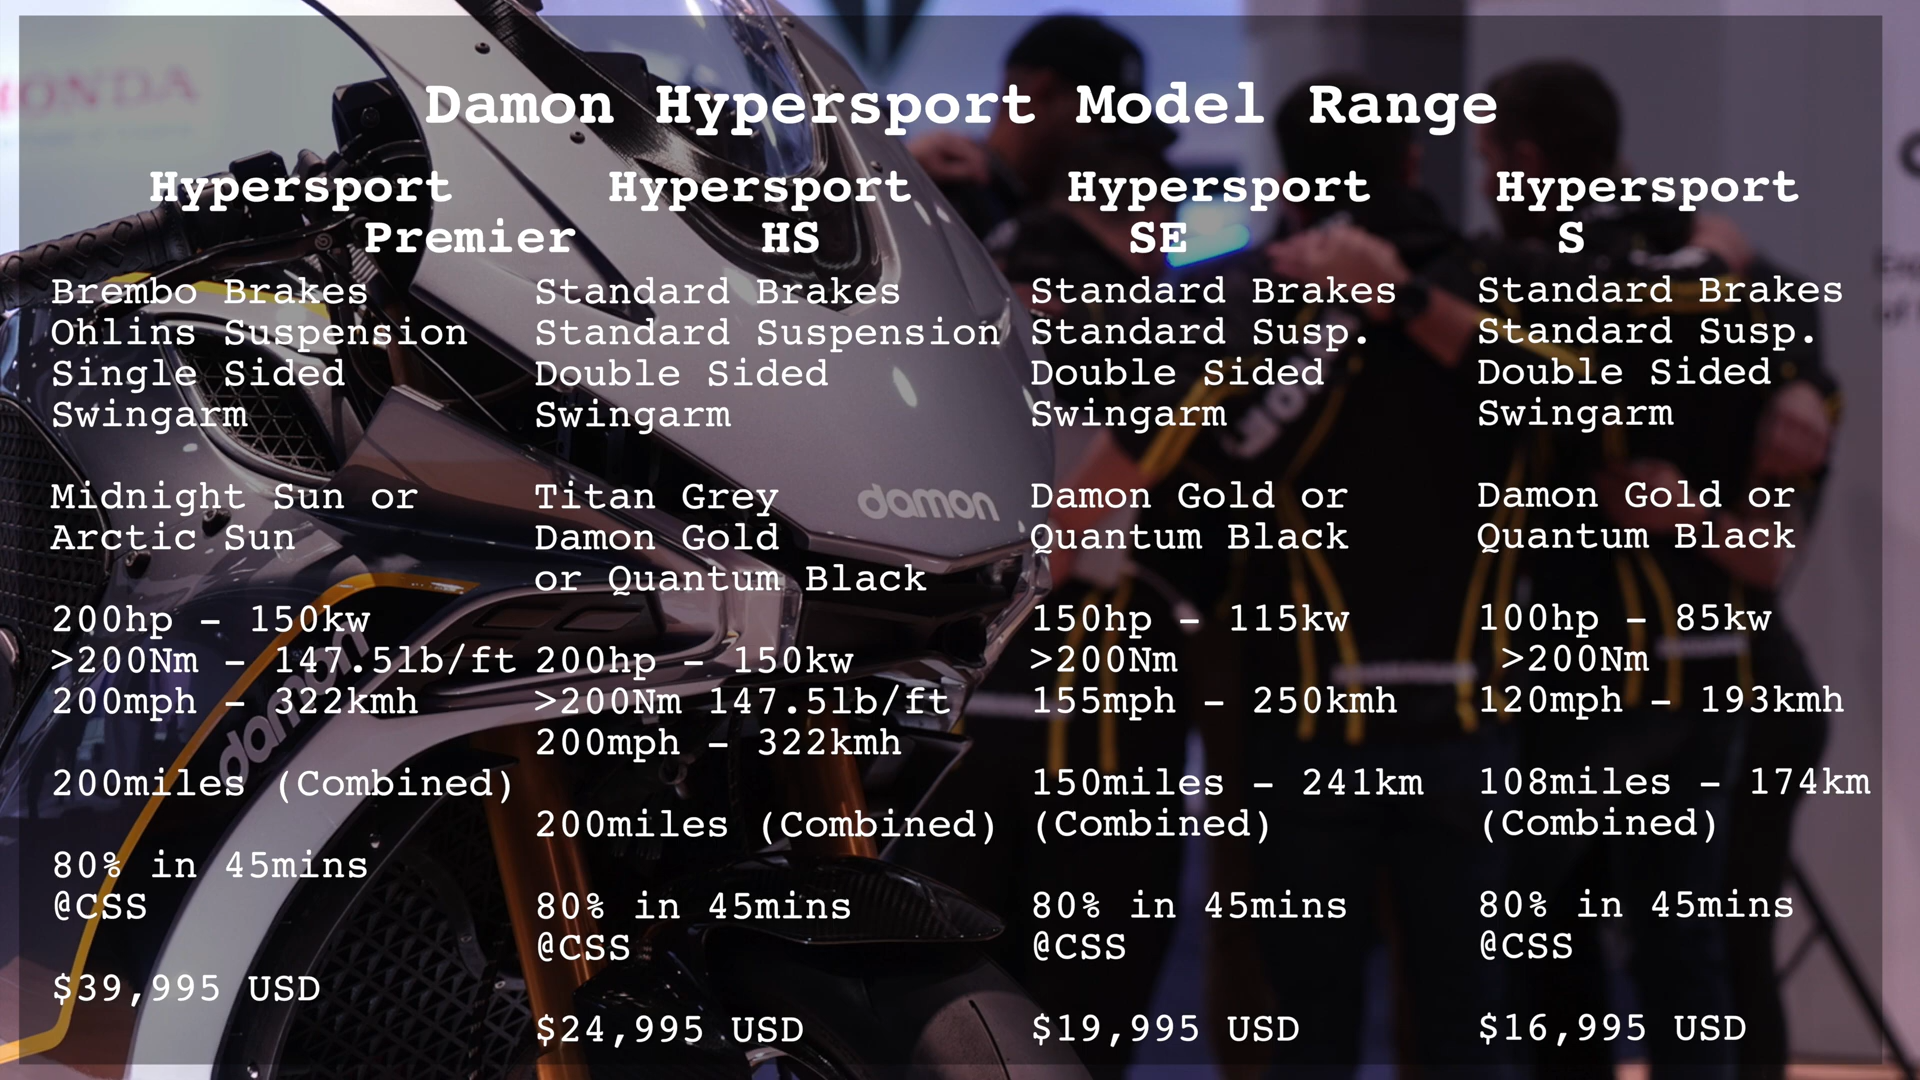 HONDA
Damon Hypersport Model Range
Hypersport
Premier
Brembo Brakes
Ohlins Suspension
Single Sided
Swingarm
Midnight Sun or
Arctic Sun
200hp - 150kw
>200Nm - 147.5lb/ft
200mph - 322kmh
200miles (Combined)
80% in 45mins
@CSS
$39,995 USD
Hypersport
HS
Standard Brakes
Standard Suspension
Double Sided
Swingarm
Titan Grey
Damon Gold
or Quantum Black
200hp - 150kw
>200Nm 147.5lb/ft
200mph - 322kmh
200miles (Combined)
80% in 45mins
@CSS
$24,995 USD
Hypersport
SE
Standard Brakes
Standard Susp.
Double Sided
Swingarm
Damon Gold or
Quantum Black
150hp - 115kw
>200Nm
155mph - 250kmh
150miles - 241km
(Combined)
80% in 45mins
@CSS
$19,995 USD
Hypersport
S
Standard Brakes
Standard Susp.
Double Sided
Swingarm
Damon Gold or
Quantum Black
100hp - 85kw
>200Nm
120mph - 193kmh
108miles - 174km
(Combined)
80% in 45mins
@CSS
$16,995 USD
damon
damon